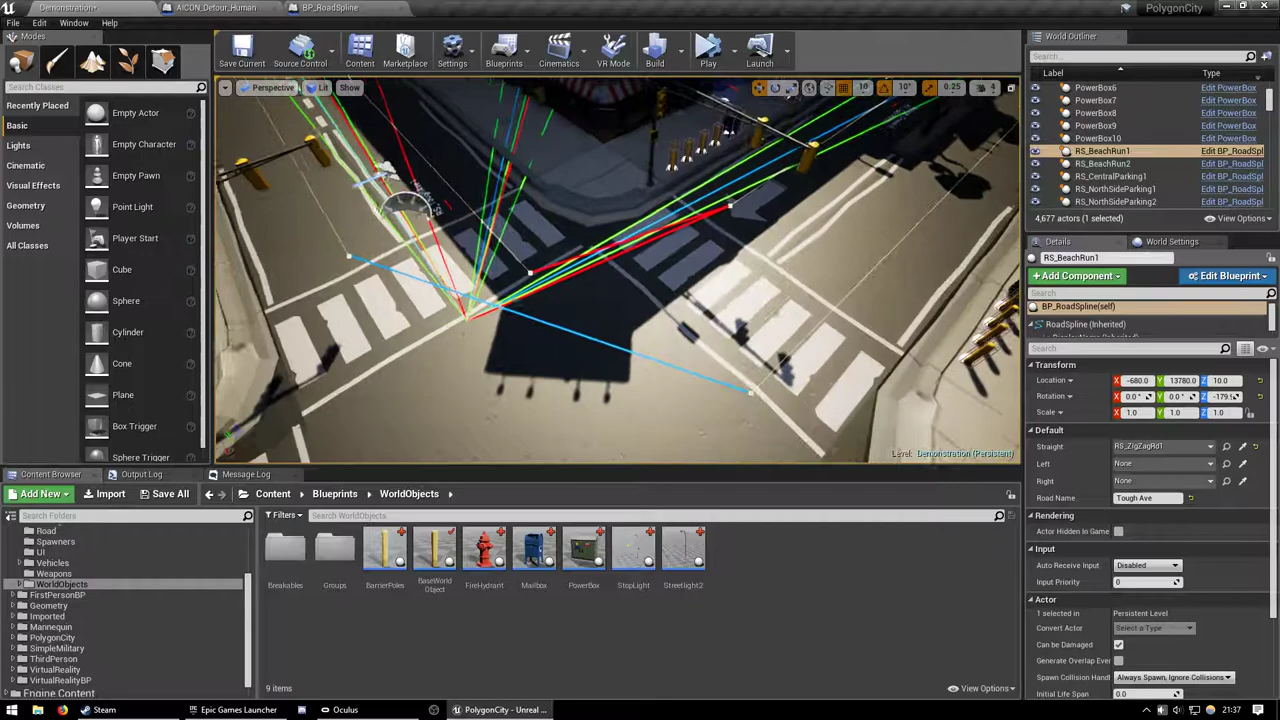 Demonstration*
AICON_Detour_Human
BP_RoadSpline
PolygonCity
File Edit Window Help
Modes
World Outliner
Search Classes
Recently Placed
Basic
Lights
Cinematic
Visual Effects
Geometry
Volumes
All Classes
Empty Actor
Empty Character
Empty Pawn
Point Light
Player Start
Cube
Sphere
Cylinder
Cone
Plane
Box Trigger
Sphere Trigger
Save Current
Source Control
Content
Marketplace
Settings
Blueprints
Cinematics
VR Mode
Build
Play
Launch
Perspective Lit Show
10 10° 0.25 4
Level: Demonstration (Persistent)
Search...
Label Type
PowerBox6 Edit PowerBox
PowerBox7 Edit PowerBox
PowerBox8 Edit PowerBox
PowerBox9 Edit PowerBox
PowerBox10 Edit PowerBox
RS_BeachRun1 Edit BP_RoadSpl
RS_BeachRun2 Edit BP_RoadSpl
RS_CentralParking1 Edit BP_RoadSpl
RS_NorthSideParking1 Edit BP_RoadSpl
RS_NorthSideParking2 Edit BP_RoadSpl
4,677 actors (1 selected) View Options
Details World Settings
RS_BeachRun1
+Add Component Edit Blueprint
Search
BP_RoadSpline(self)
RoadSpline (Inherited)
Search
Transform
Location X -680.0 Y 13780.0 Z 10.0
Rotation X 0.0 ° Y 0.0 ° Z
Scale X 1.0 Y 1.0 Z 1.0
Default
Straight RS_ZigZagRd1
Left None
Right None
Road Name Tough Ave
Rendering
Actor Hidden In Game
Input
Auto Receive Input Disabled
Input Priority 0
Actor
1 selected in Persistent Level
Convert Actor Select a Type
Can be Damaged
Generate Overlap Eve
Spawn Collision Handl Always Spawn, Ignore Collisions
Initial Life Span 0.0
Content Browser Output Log Message Log
Add New Import Save All Content Blueprints WorldObjects
Search Folders
Filters Search WorldObjects
Road
Spawners
UI
Vehicles
Weapons
WorldObjects
FirstPersonBP
Geometry
Imported
Mannequin
PolygonCity
SimpleMilitary
ThirdPerson
VirtualReality
VirtualRealityBP
Engine Content
Breakables
Groups
BarrierPoles
BaseWorld
Object
FireHydrant
Mailbox
PowerBox
StopLight
Streetlight2
9 items View Options
Steam
Epic Games Launcher
Oculus
PolygonCity - Unreal ...
21:37